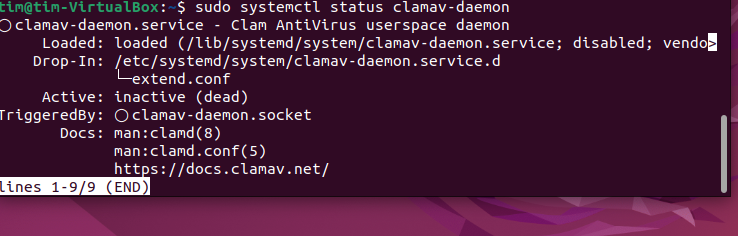 tim@tim-VirtualBox:~$ sudo systemctl status clamav-daemon
○ clamav-daemon.service - Clam AntiVirus userspace daemon
Loaded: loaded (/lib/systemd/system/clamav-daemon.service; disabled; vendo>
Drop-In: /etc/systemd/system/clamav-daemon.service.d
└─extend.conf
Active: inactive (dead)
TriggeredBy: ○ clamav-daemon.socket
Docs: man:clamd(8)
man:clamd.conf(5)
https://docs.clamav.net/
lines 1-9/9 (END)